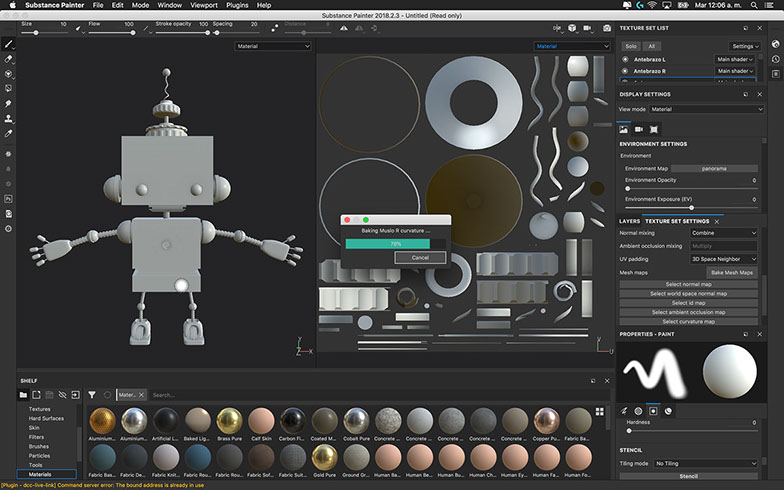 Substance Painter File Edit Mode Window Viewport Plugins Help
Mar 12:06 a. m.
Substance Painter 2018.2.3 - Untitled (Read only)
Size 100 Flow 100 Stroke opacity 100 Spacing 20 Distance 0
Material
Material
TEXTURE SET LIST
Solo All Settings
Antebrazo L Main shader
Antebrazo R Main shader
DISPLAY SETTINGS
View mode Material
ENVIRONMENT SETTINGS
Environment
Environment Map panorama
Environment Opacity 0
Environment Exposure (EV) 0
LAYERS TEXTURE SET SETTINGS
Normal mixing Combine
Ambient occlusion mixing Multiply
UV padding 3D Space Neighbor
Mesh maps Bake Mesh Maps
Select normal map
Select world space normal map
Select id map
Select ambient occlusion map
Select curvature map
Baking Muslo R curvature ...
78%
Cancel
Y
Z X
Y
U
PROPERTIES - PAINT
Hardness 0
STENCIL
Tiling mode No Tiling
Stencil
SHELF
Mater... Search...
Textures
Hard Surfaces
Skin
Filters
Brushes
Particles
Tools
Materials
Aluminium... Aluminium... Artificial L... Baked Lig... Brass Pure Calf Skin Carbon Fi... Coated M... Cobalt Pure Concrete ... Concrete ... Concrete ... Concrete ... Concrete ... Copper Pu... Fabric Ba...
Fabric Bas... Fabric De... Fabric Knit... Fabric Rou... Fabric Rou... Fabric Sof... Fabric Suit... Gold Pure Ground Gr... Human Ba... Human Be... Human Bu... Human Ch... Human Ey... Human Fa... Human Fo...
[Plugin - dcc-live-link] Command server error: The bound address is already in use